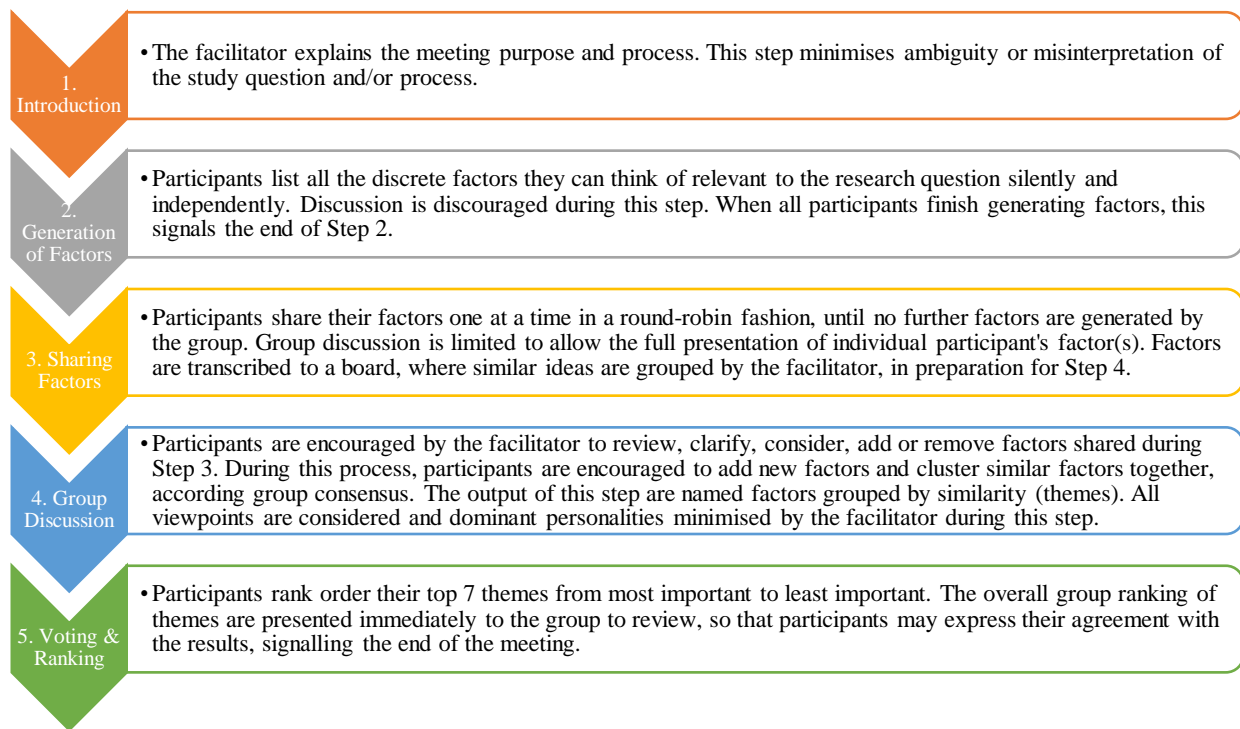 1.
Introduction
• The facilitator explains the meeting purpose and process. This step minimises ambiguity or misinterpretation of
the study question and/or process.
2.
Generation
of Factors
• Participants list all the discrete factors they can think of relevant to the research question silently and
independently. Discussion is discouraged during this step. When all participants finish generating factors, this
signals the end of Step 2.
3. Sharing
Factors
• Participants share their factors one at a time in a round-robin fashion, until no further factors are generated by
the group. Group discussion is limited to allow the full presentation of individual participant's factor(s). Factors
are transcribed to a board, where similar ideas are grouped by the facilitator, in preparation for Step 4.
4. Group
Discussion
• Participants are encouraged by the facilitator to review, clarify, consider, add or remove factors shared during
Step 3. During this process, participants are encouraged to add new factors and cluster similar factors together,
according group consensus. The output of this step are named factors grouped by similarity (themes). All
viewpoints are considered and dominant personalities minimised by the facilitator during this step.
5. Voting &
Ranking
• Participants rank order their top 7 themes from most important to least important. The overall group ranking of
themes are presented immediately to the group to review, so that participants may express their agreement with
the results, signalling the end of the meeting.